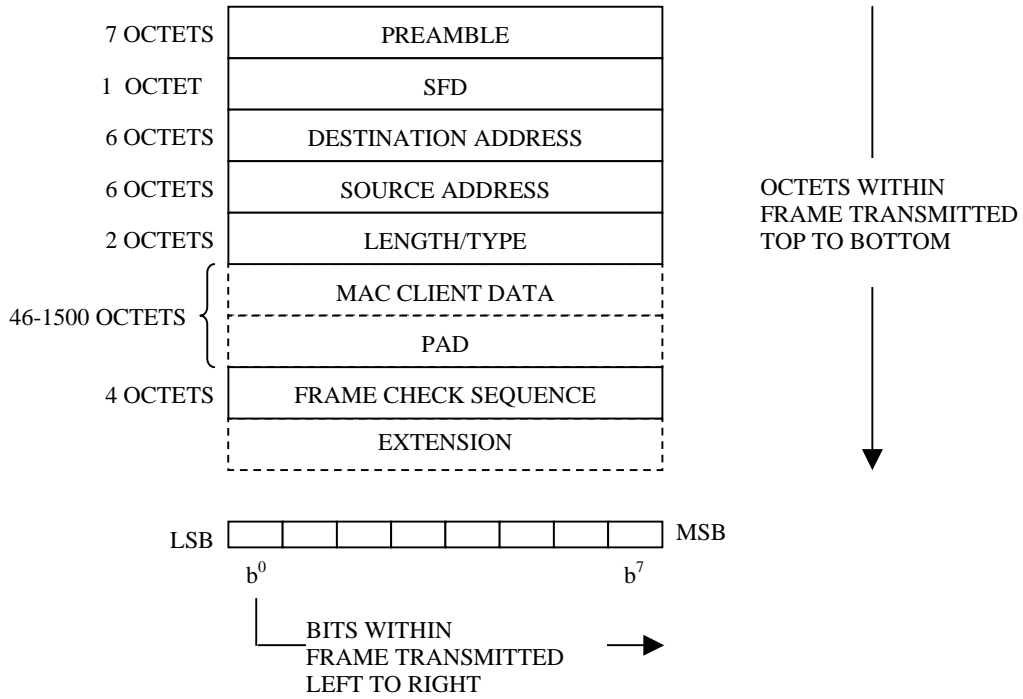 7 OCTETS PREAMBLE
1 OCTET SFD
6 OCTETS DESTINATION ADDRESS
6 OCTETS SOURCE ADDRESS
2 OCTETS LENGTH/TYPE
46-1500 OCTETS
MAC CLIENT DATA
PAD
4 OCTETS FRAME CHECK SEQUENCE
EXTENSION
OCTETS WITHIN
FRAME TRANSMITTED
TOP TO BOTTOM
LSB MSB
b⁰ b⁷
BITS WITHIN
FRAME TRANSMITTED
LEFT TO RIGHT